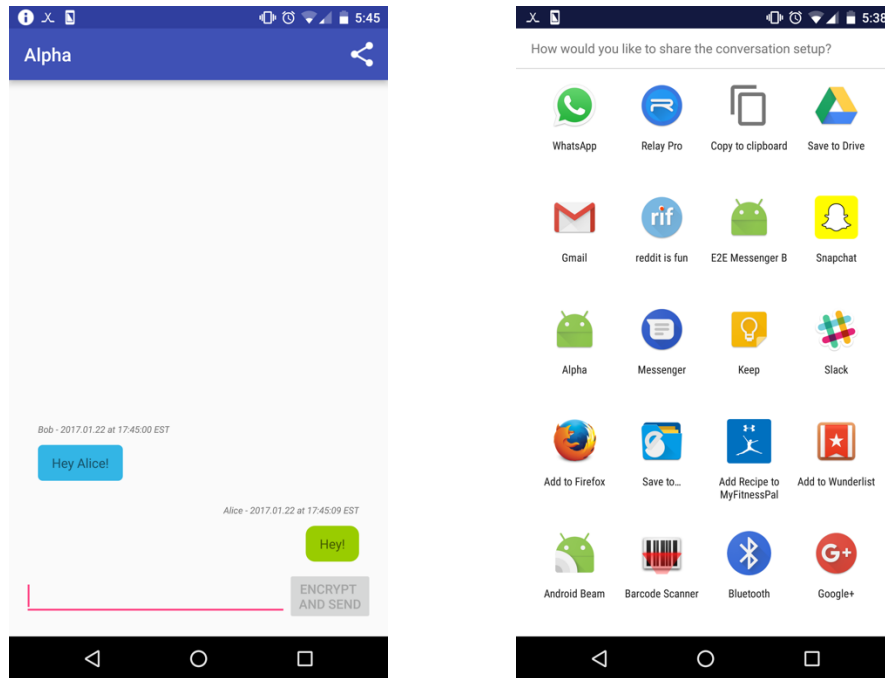 5:45
Alpha
Bob - 2017.01.22 at 17:45:00 EST
Hey Alice!
Alice - 2017.01.22 at 17:45:09 EST
Hey!
ENCRYPT
AND SEND
5:38
How would you like to share the conversation setup?
WhatsApp
Relay Pro
Copy to clipboard
Save to Drive
rif
Gmail
reddit is fun
E2E Messenger B
Snapchat
Alpha
Messenger
Keep
Slack
Add to Firefox
Save to...
Add Recipe to
MyFitnessPal
Add to Wunderlist
G+
Android Beam
Barcode Scanner
Bluetooth
Google+